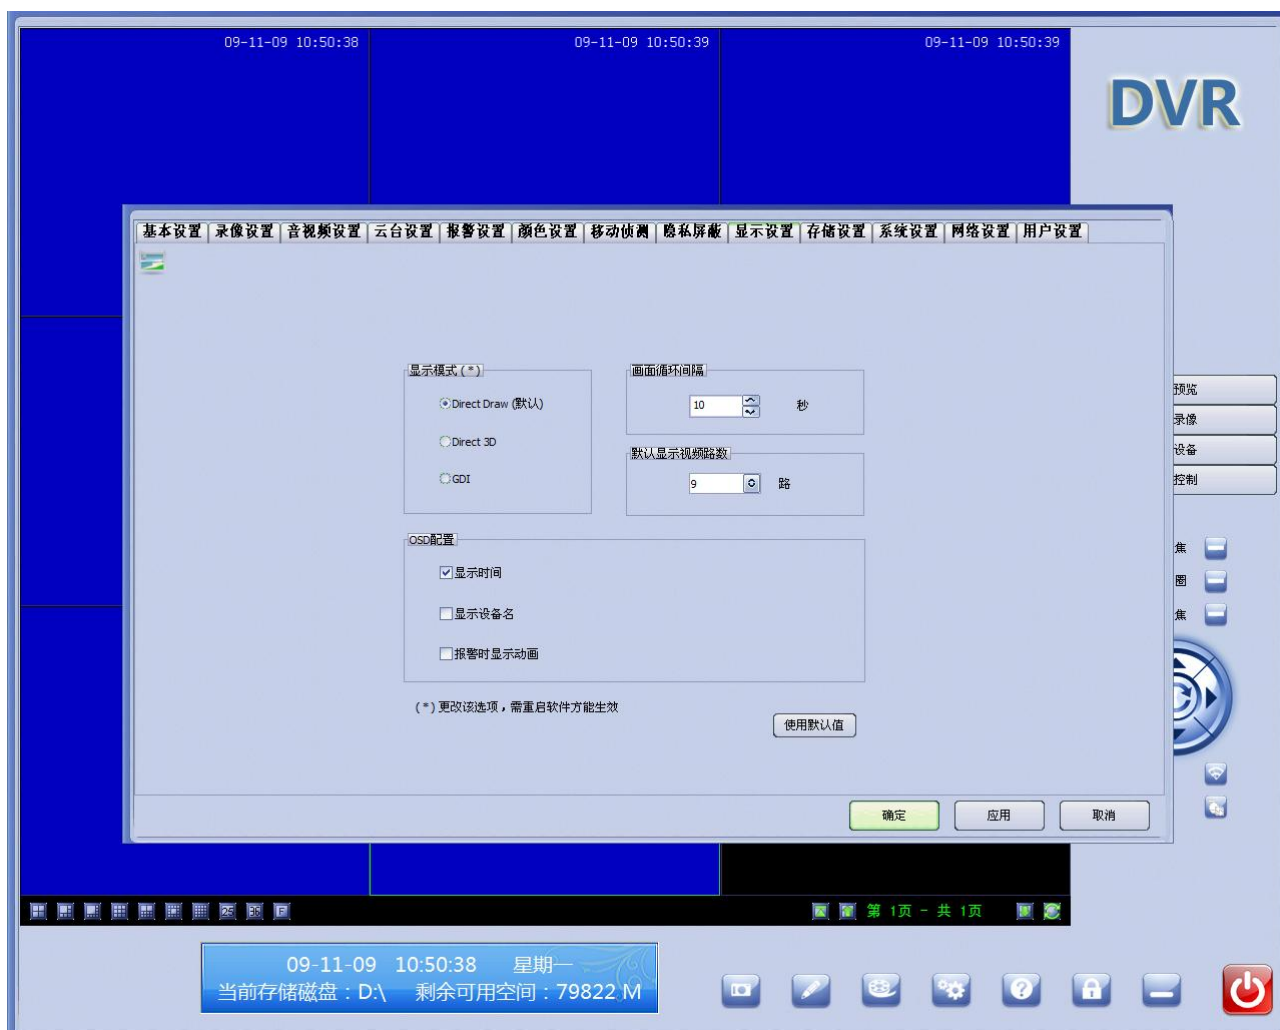 09-11-09 10:50:38
09-11-09 10:50:39
09-11-09 10:50:39
DVR
基本设置 录像设置 音视频设置 云台设置 报警设置 颜色设置 移动侦测 隐私屏蔽 显示设置 存储设置 系统设置 网络设置 用户设置
显示模式(*)
Direct Draw (默认)
Direct 3D
GDI
画面循环间隔
10 秒
默认显示视频路数
9 路
OSD配置
显示时间
显示设备名
报警时显示动画
(*)更改该选项，需重启软件方能生效
使用默认值
确定 应用 取消
预览
录像
设备
控制
焦
圈
焦
25 36 F
第 1页 - 共 1页
09-11-09 10:50:38 星期一
当前存储磁盘：D:\ 剩余可用空间：79822 M